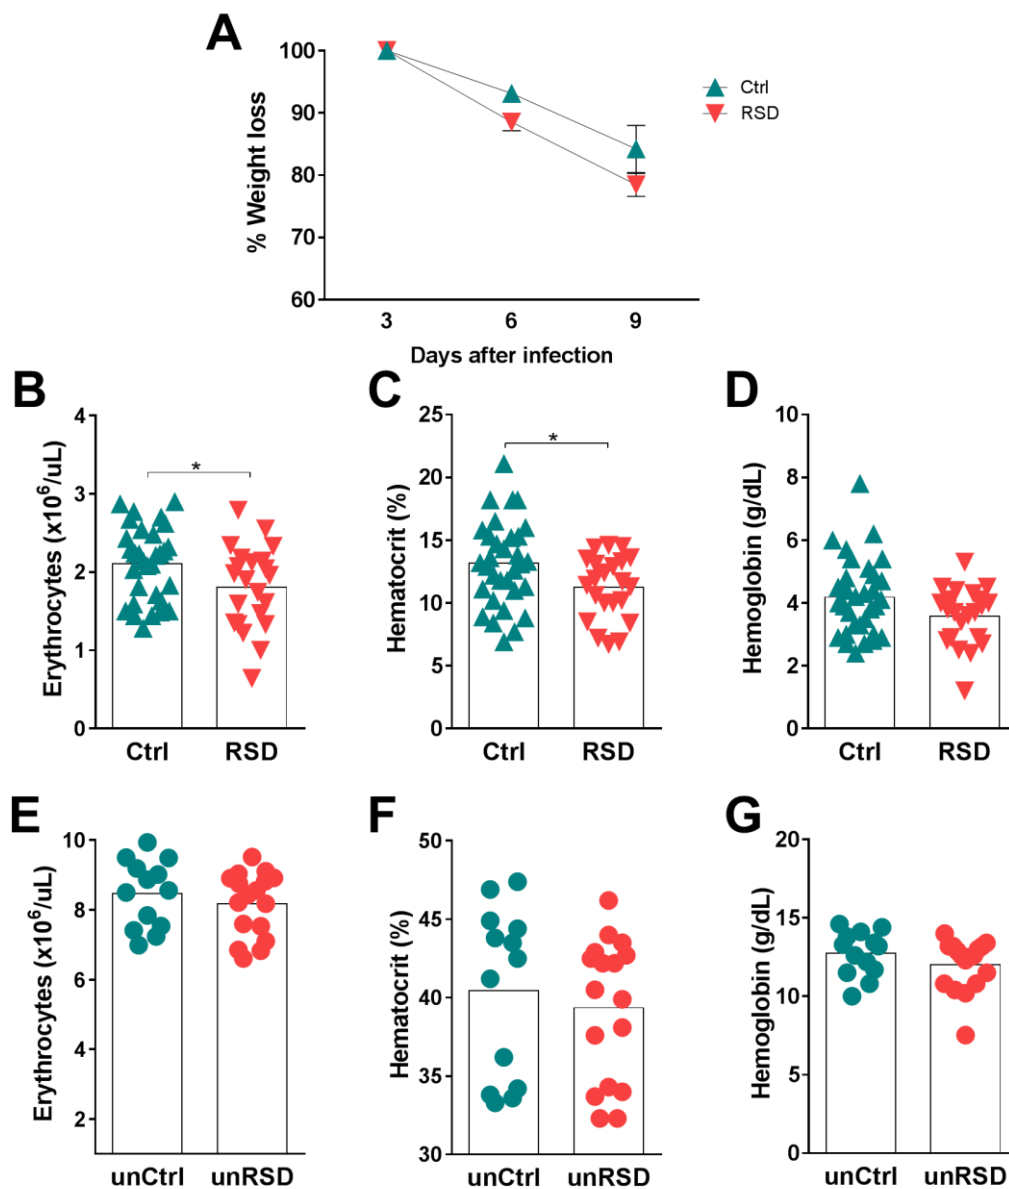 A
% Weight loss
100
90
80
70
60
3 6 9
Days after infection
Ctrl
RSD
B
Erythrocytes (x10⁶/uL)
4
3
2
1
0
*
Ctrl RSD
C
Hematocrit (%)
25
20
15
10
5
0
*
Ctrl RSD
D
Hemoglobin (g/dL)
10
8
6
4
2
0
Ctrl RSD
E
Erythrocytes (x10⁶/uL)
10
8
6
4
2
unCtrl unRSD
F
Hematocrit (%)
50
45
40
35
30
unCtrl unRSD
G
Hemoglobin (g/dL)
20
15
10
5
0
unCtrl unRSD